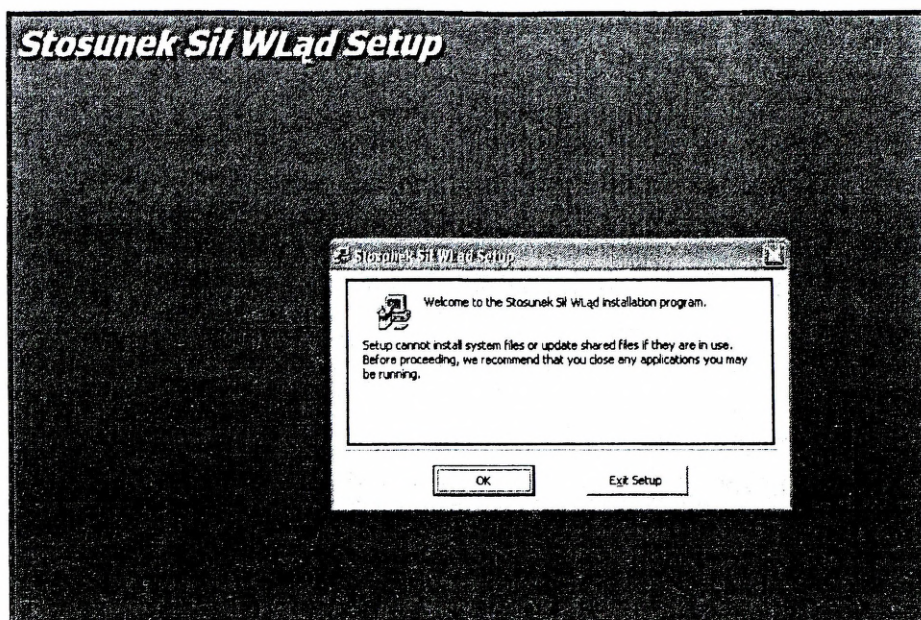 Stosunek Sił WLąd Setup
Stosunek Sił WLąd Setup
Welcome to the Stosunek Sił WLąd installation program.
Setup cannot install system files or update shared files if they are in use.
Before proceeding, we recommend that you close any applications you may
be running.
OK
Exit Setup